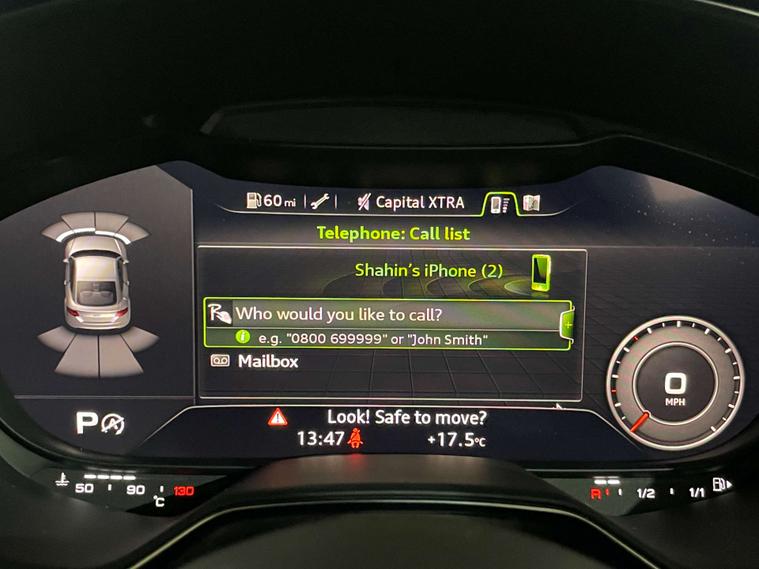 60 mi
Capital XTRA
Telephone: Call list
Shahin's iPhone (2)
Who would you like to call?
e.g. "0800 699999" or "John Smith"
Mailbox
0
MPH
P
Look! Safe to move?
13:47
+17.5°C
50 90 130
°C
R 1/2 1/1